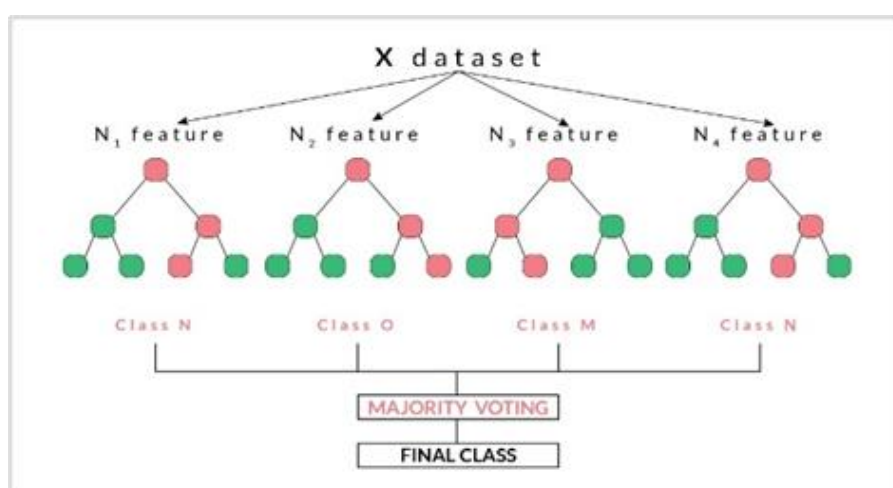 X dataset
N₁ feature
N₂ feature
N₃ feature
N₄ feature
Class N
Class O
Class M
Class N
MAJORITY VOTING
FINAL CLASS